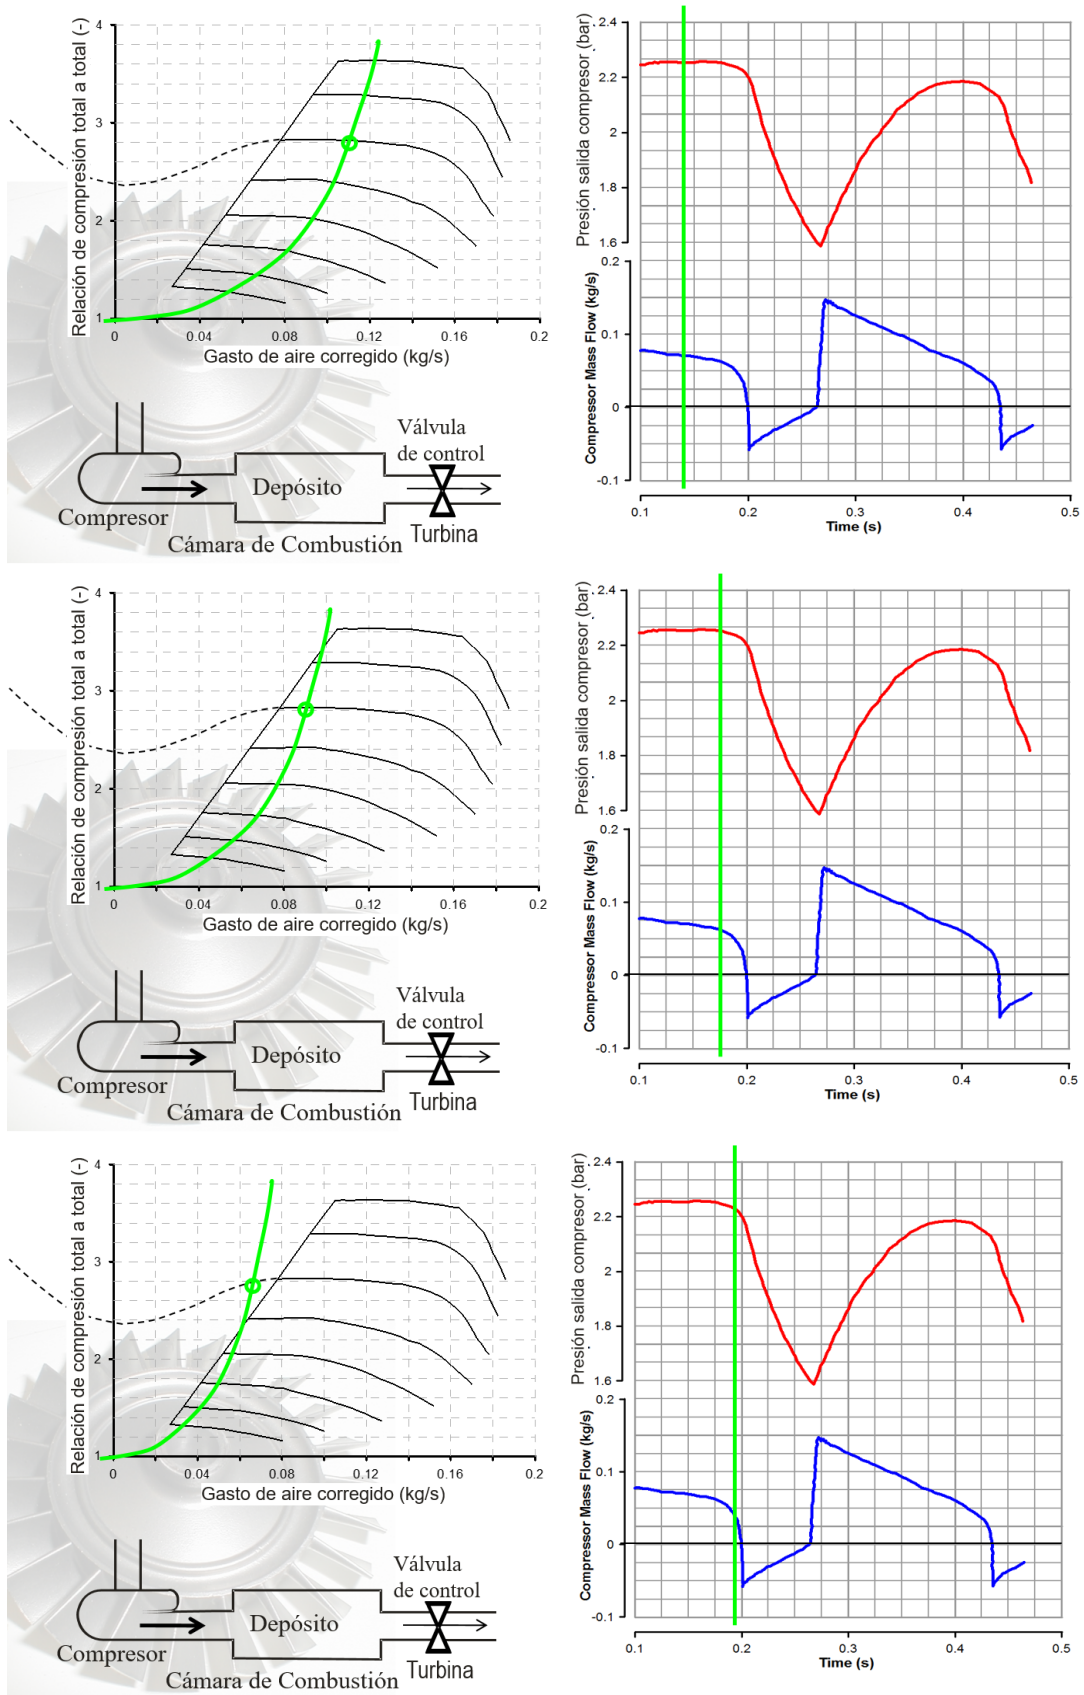 Relación de compresión total a total (-)
4
3
2
1
0
0.04
0.08
0.12
0.16
0.2
Gasto de aire corregido (kg/s)
Presión salida compresor (bar)
2.4
2.2
2
1.8
1.6
Compressor Mass Flow (kg/s)
0.2
0.1
0
-0.1
0.1
0.2
0.3
0.4
0.5
Time (s)
Válvula
de control
Depósito
Compresor
Turbina
Cámara de Combustión
Relación de compresión total a total (-)
4
3
2
1
0
0.04
0.08
0.12
0.16
0.2
Gasto de aire corregido (kg/s)
Presión salida compresor (bar)
2.4
2.2
2
1.8
1.6
Compressor Mass Flow (kg/s)
0.2
0.1
0
-0.1
0.1
0.2
0.3
0.4
0.5
Time (s)
Válvula
de control
Depósito
Compresor
Turbina
Cámara de Combustión
Relación de compresión total a total (-)
4
3
2
1
0
0.04
0.08
0.12
0.16
0.2
Gasto de aire corregido (kg/s)
Presión salida compresor (bar)
2.4
2.2
2
1.8
1.6
Compressor Mass Flow (kg/s)
0.2
0.1
0
-0.1
0.1
0.2
0.3
0.4
0.5
Time (s)
Válvula
de control
Depósito
Compresor
Turbina
Cámara de Combustión